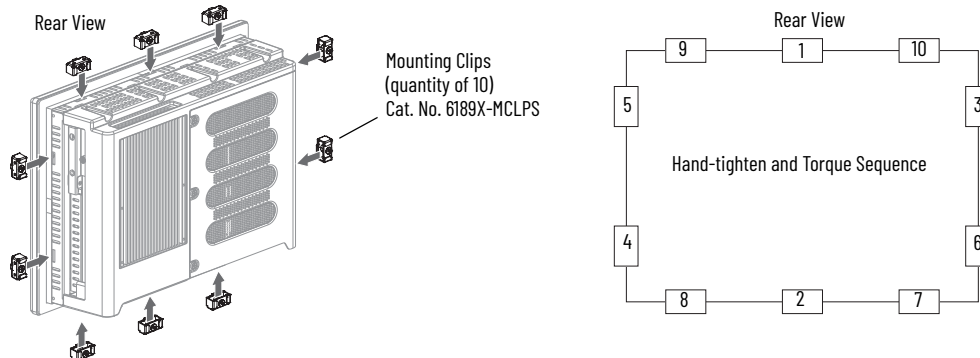 Rear View
Mounting Clips
(quantity of 10)
Cat. No. 6189X-MCLPS
Rear View
9 1 10
5 3
Hand-tighten and Torque Sequence
4 6
8 2 7